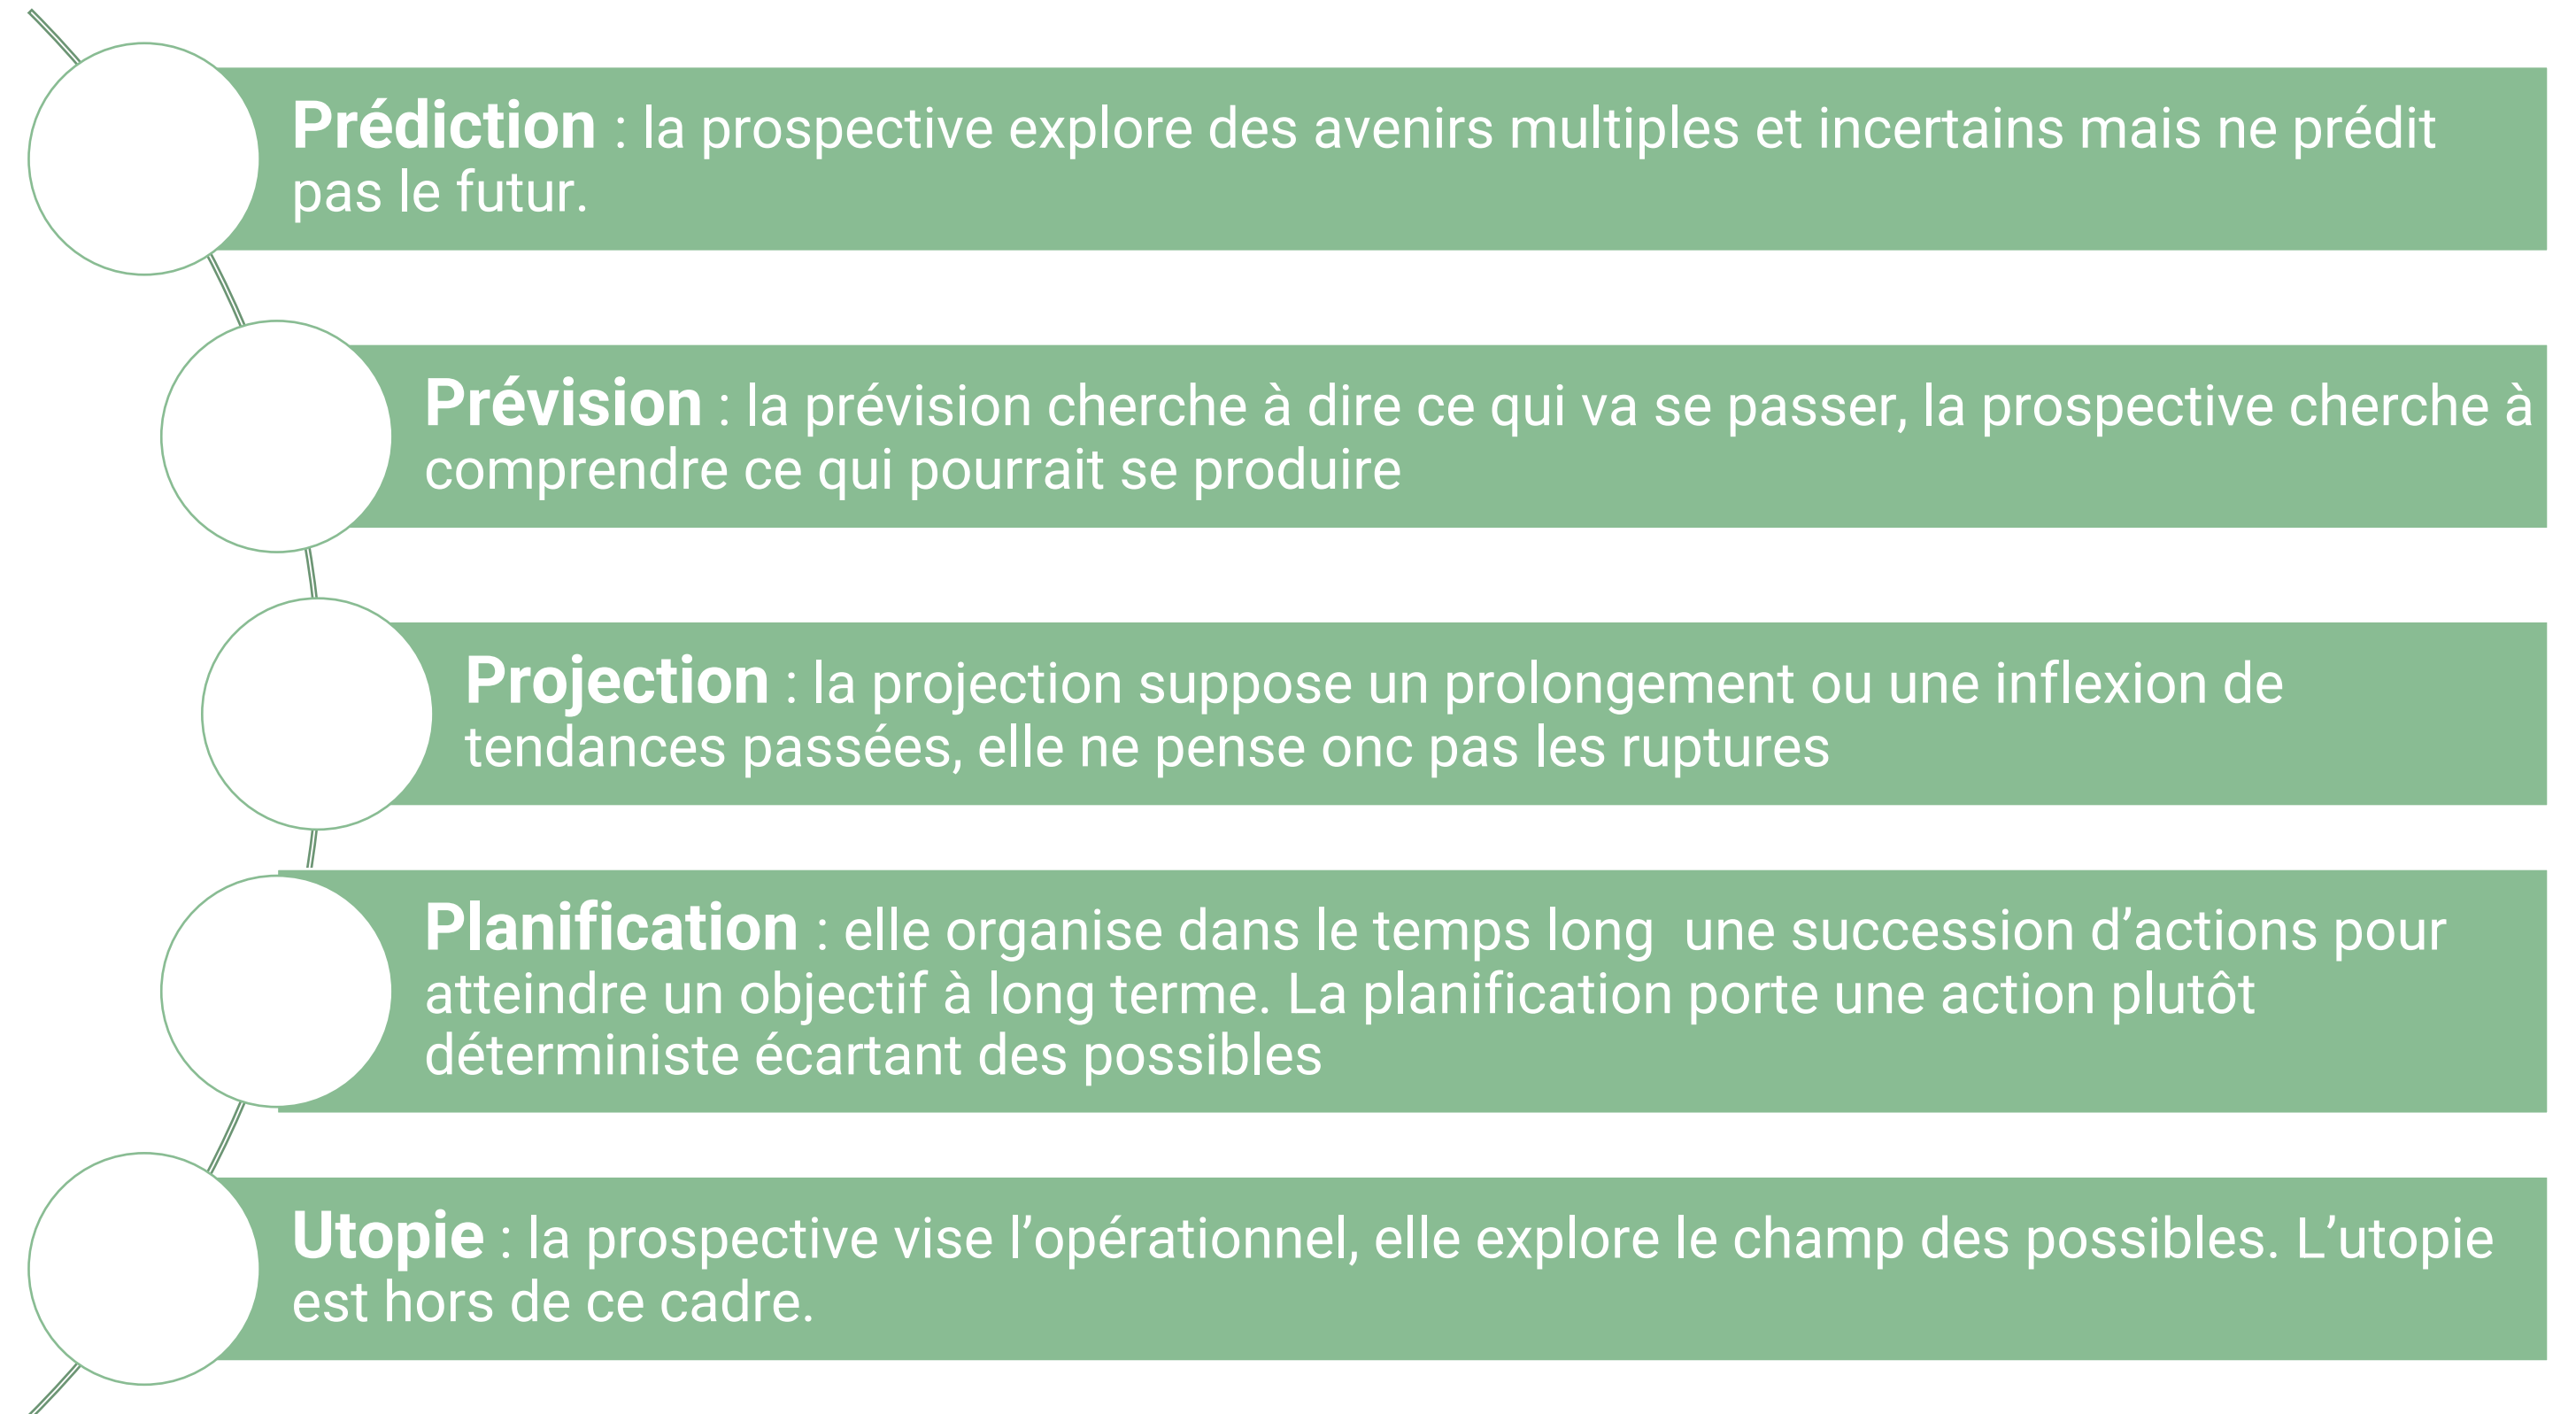 Prédiction : la prospective explore des avenirs multiples et incertains mais ne prédit
pas le futur.
Prévision : la prévision cherche à dire ce qui va se passer, la prospective cherche à
comprendre ce qui pourrait se produire
Projection : la projection suppose un prolongement ou une inflexion de
tendances passées, elle ne pense onc pas les ruptures
Planification : elle organise dans le temps long  une succession d’actions pour
atteindre un objectif à long terme. La planification porte une action plutôt
déterministe écartant des possibles
Utopie : la prospective vise l’opérationnel, elle explore le champ des possibles. L’utopie
est hors de ce cadre.